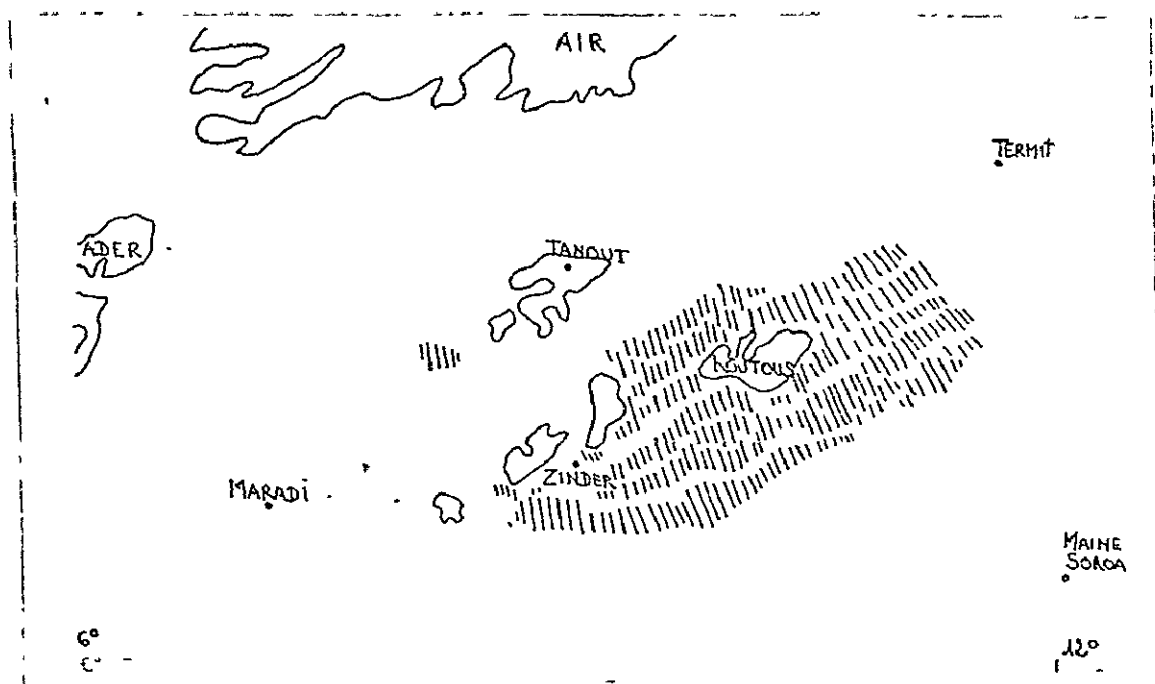 AIR
TERMIT
ADER
TANOUT
KOUTOUS
ZINDER
MARADI
MAINE
SOROA
6°
12°